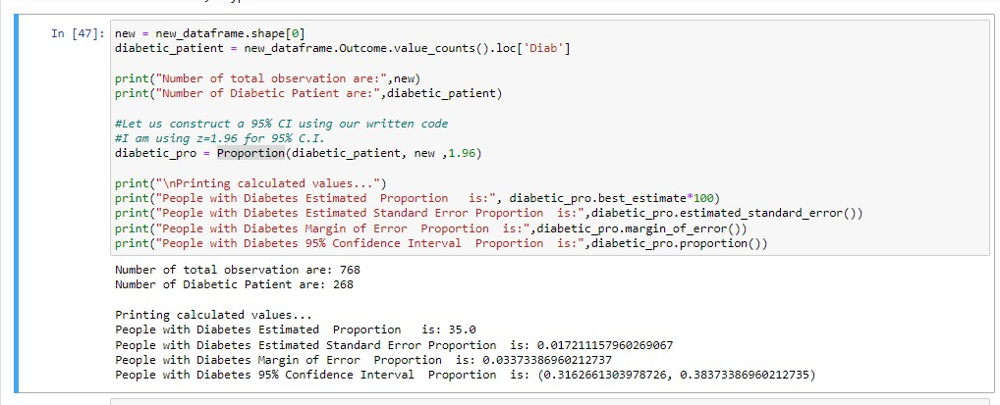 In [47]: new = new_dataframe.shape[0]
diabetic_patient = new_dataframe.Outcome.value_counts().loc['Diab']
print("Number of total observation are:",new)
print("Number of Diabetic Patient are:",diabetic_patient)
#Let us construct a 95% CI using our written code
#I am using z=1.96 for 95% C.I.
diabetic_pro = Proportion(diabetic_patient, new ,1.96)
print("\nPrinting calculated values...")
print("People with Diabetes Estimated  Proportion   is:", diabetic_pro.best_estimate*100)
print("People with Diabetes Estimated Standard Error Proportion  is:",diabetic_pro.estimated_standard_error())
print("People with Diabetes Margin of Error  Proportion  is:",diabetic_pro.margin_of_error())
print("People with Diabetes 95% Confidence Interval  Proportion  is:",diabetic_pro.proportion())
Number of total observation are: 768
Number of Diabetic Patient are: 268
Printing calculated values...
People with Diabetes Estimated  Proportion   is: 35.0
People with Diabetes Estimated Standard Error Proportion  is: 0.017211157960269067
People with Diabetes Margin of Error  Proportion  is: 0.03373386960212737
People with Diabetes 95% Confidence Interval  Proportion  is: (0.3162661303978726, 0.38373386960212735)